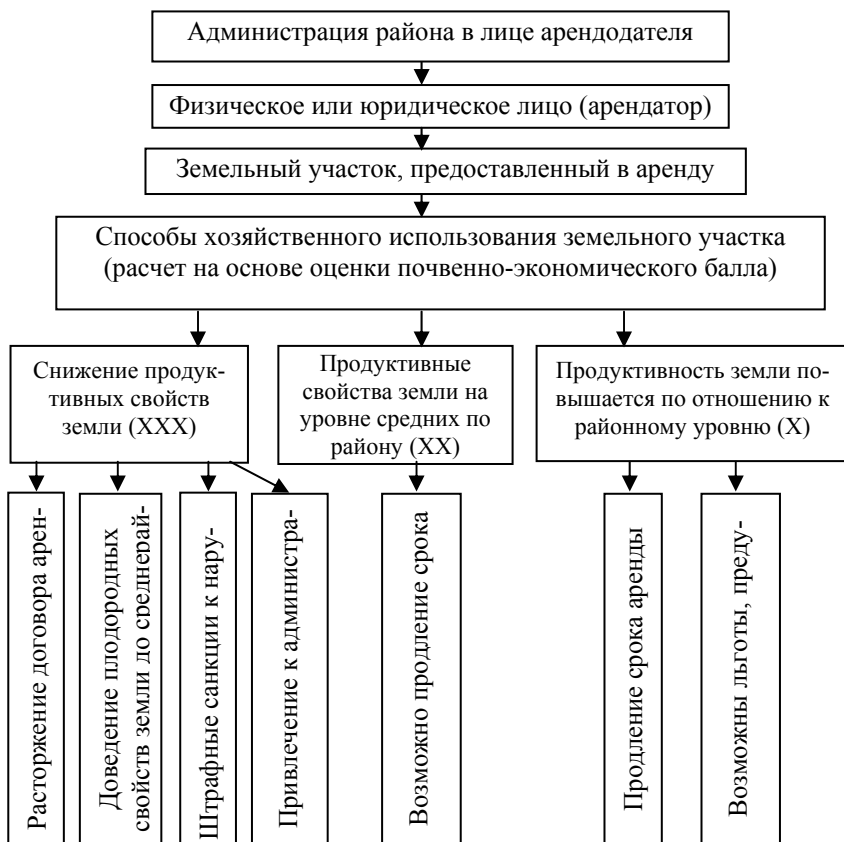 Администрация района в лице арендодателя
Физическое или юридическое лицо (арендатор)
Земельный участок, предоставленный в аренду
Способы хозяйственного использования земельного участка
(расчет на основе оценки почвенно-экономического балла)
Снижение продук-
тивных свойств
земли (XXX)
Продуктивные
свойства земли на
уровне средних по
району (XX)
Продуктивность земли по-
вышается по отношению к
районному уровню (X)
Расторжение договора арен-
Доведение плодородных
свойств земли до среднерай-
Штрафные санкции к нару-
Привлечение к администра-
Возможно продление срока
Продление срока аренды
Возможны льготы, преду-